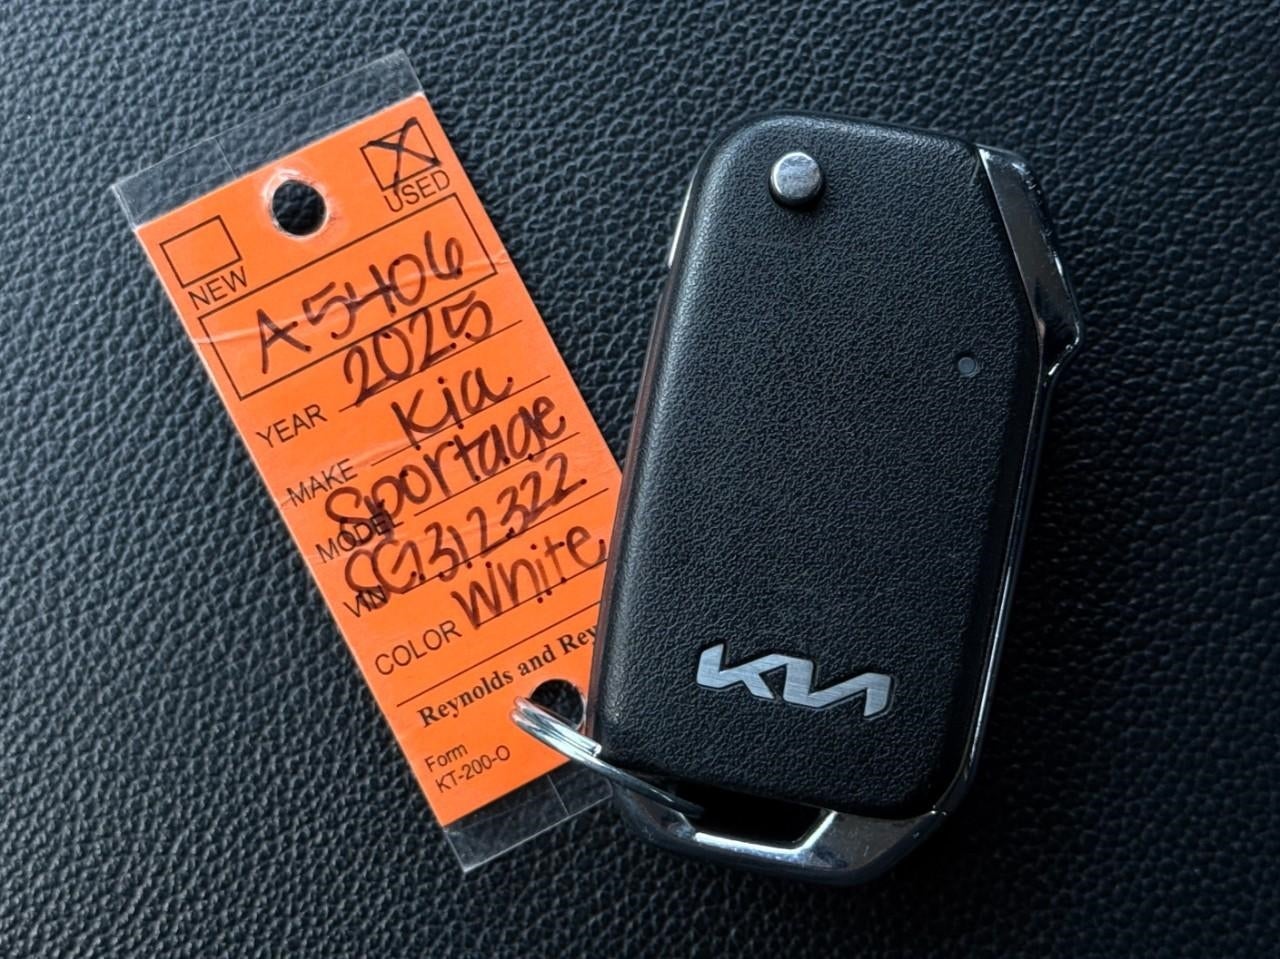 USED
NEW
A5406
YEAR 2025
MAKE Kia
MODEL Sportage
VIN SG312322
COLOR White
Reynolds and Rey
Form
KT-200-O
KIA